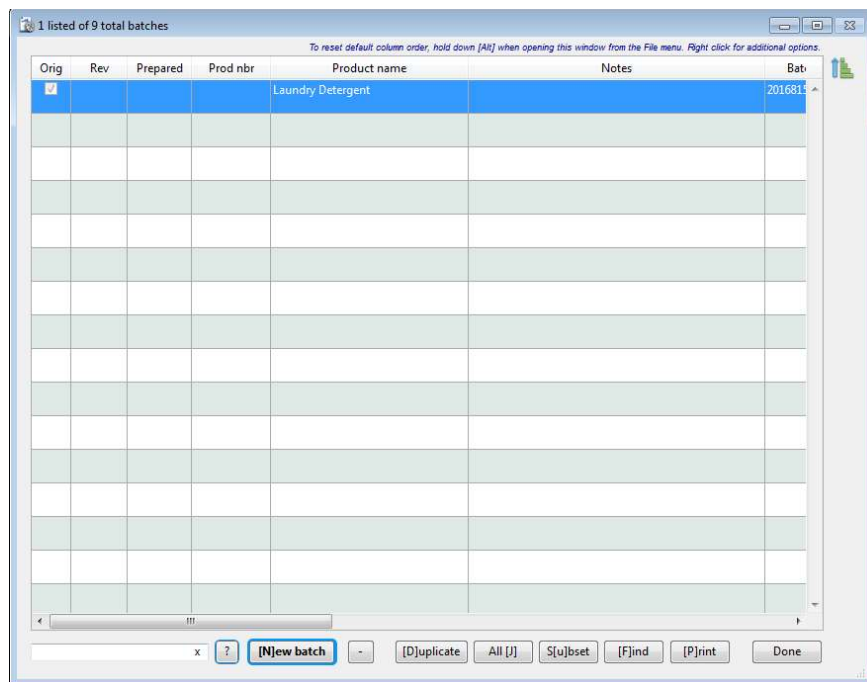 1 listed of 9 total batches
To reset default column order, hold down [Alt] when opening this window from the File menu. Right click for additional options.
Orig Rev Prepared Prod nbr Product name Notes Bat
Laundry Detergent 201681
x ? [N]ew batch - [D]uplicate All [J] S[u]bset [F]ind [P]rint Done